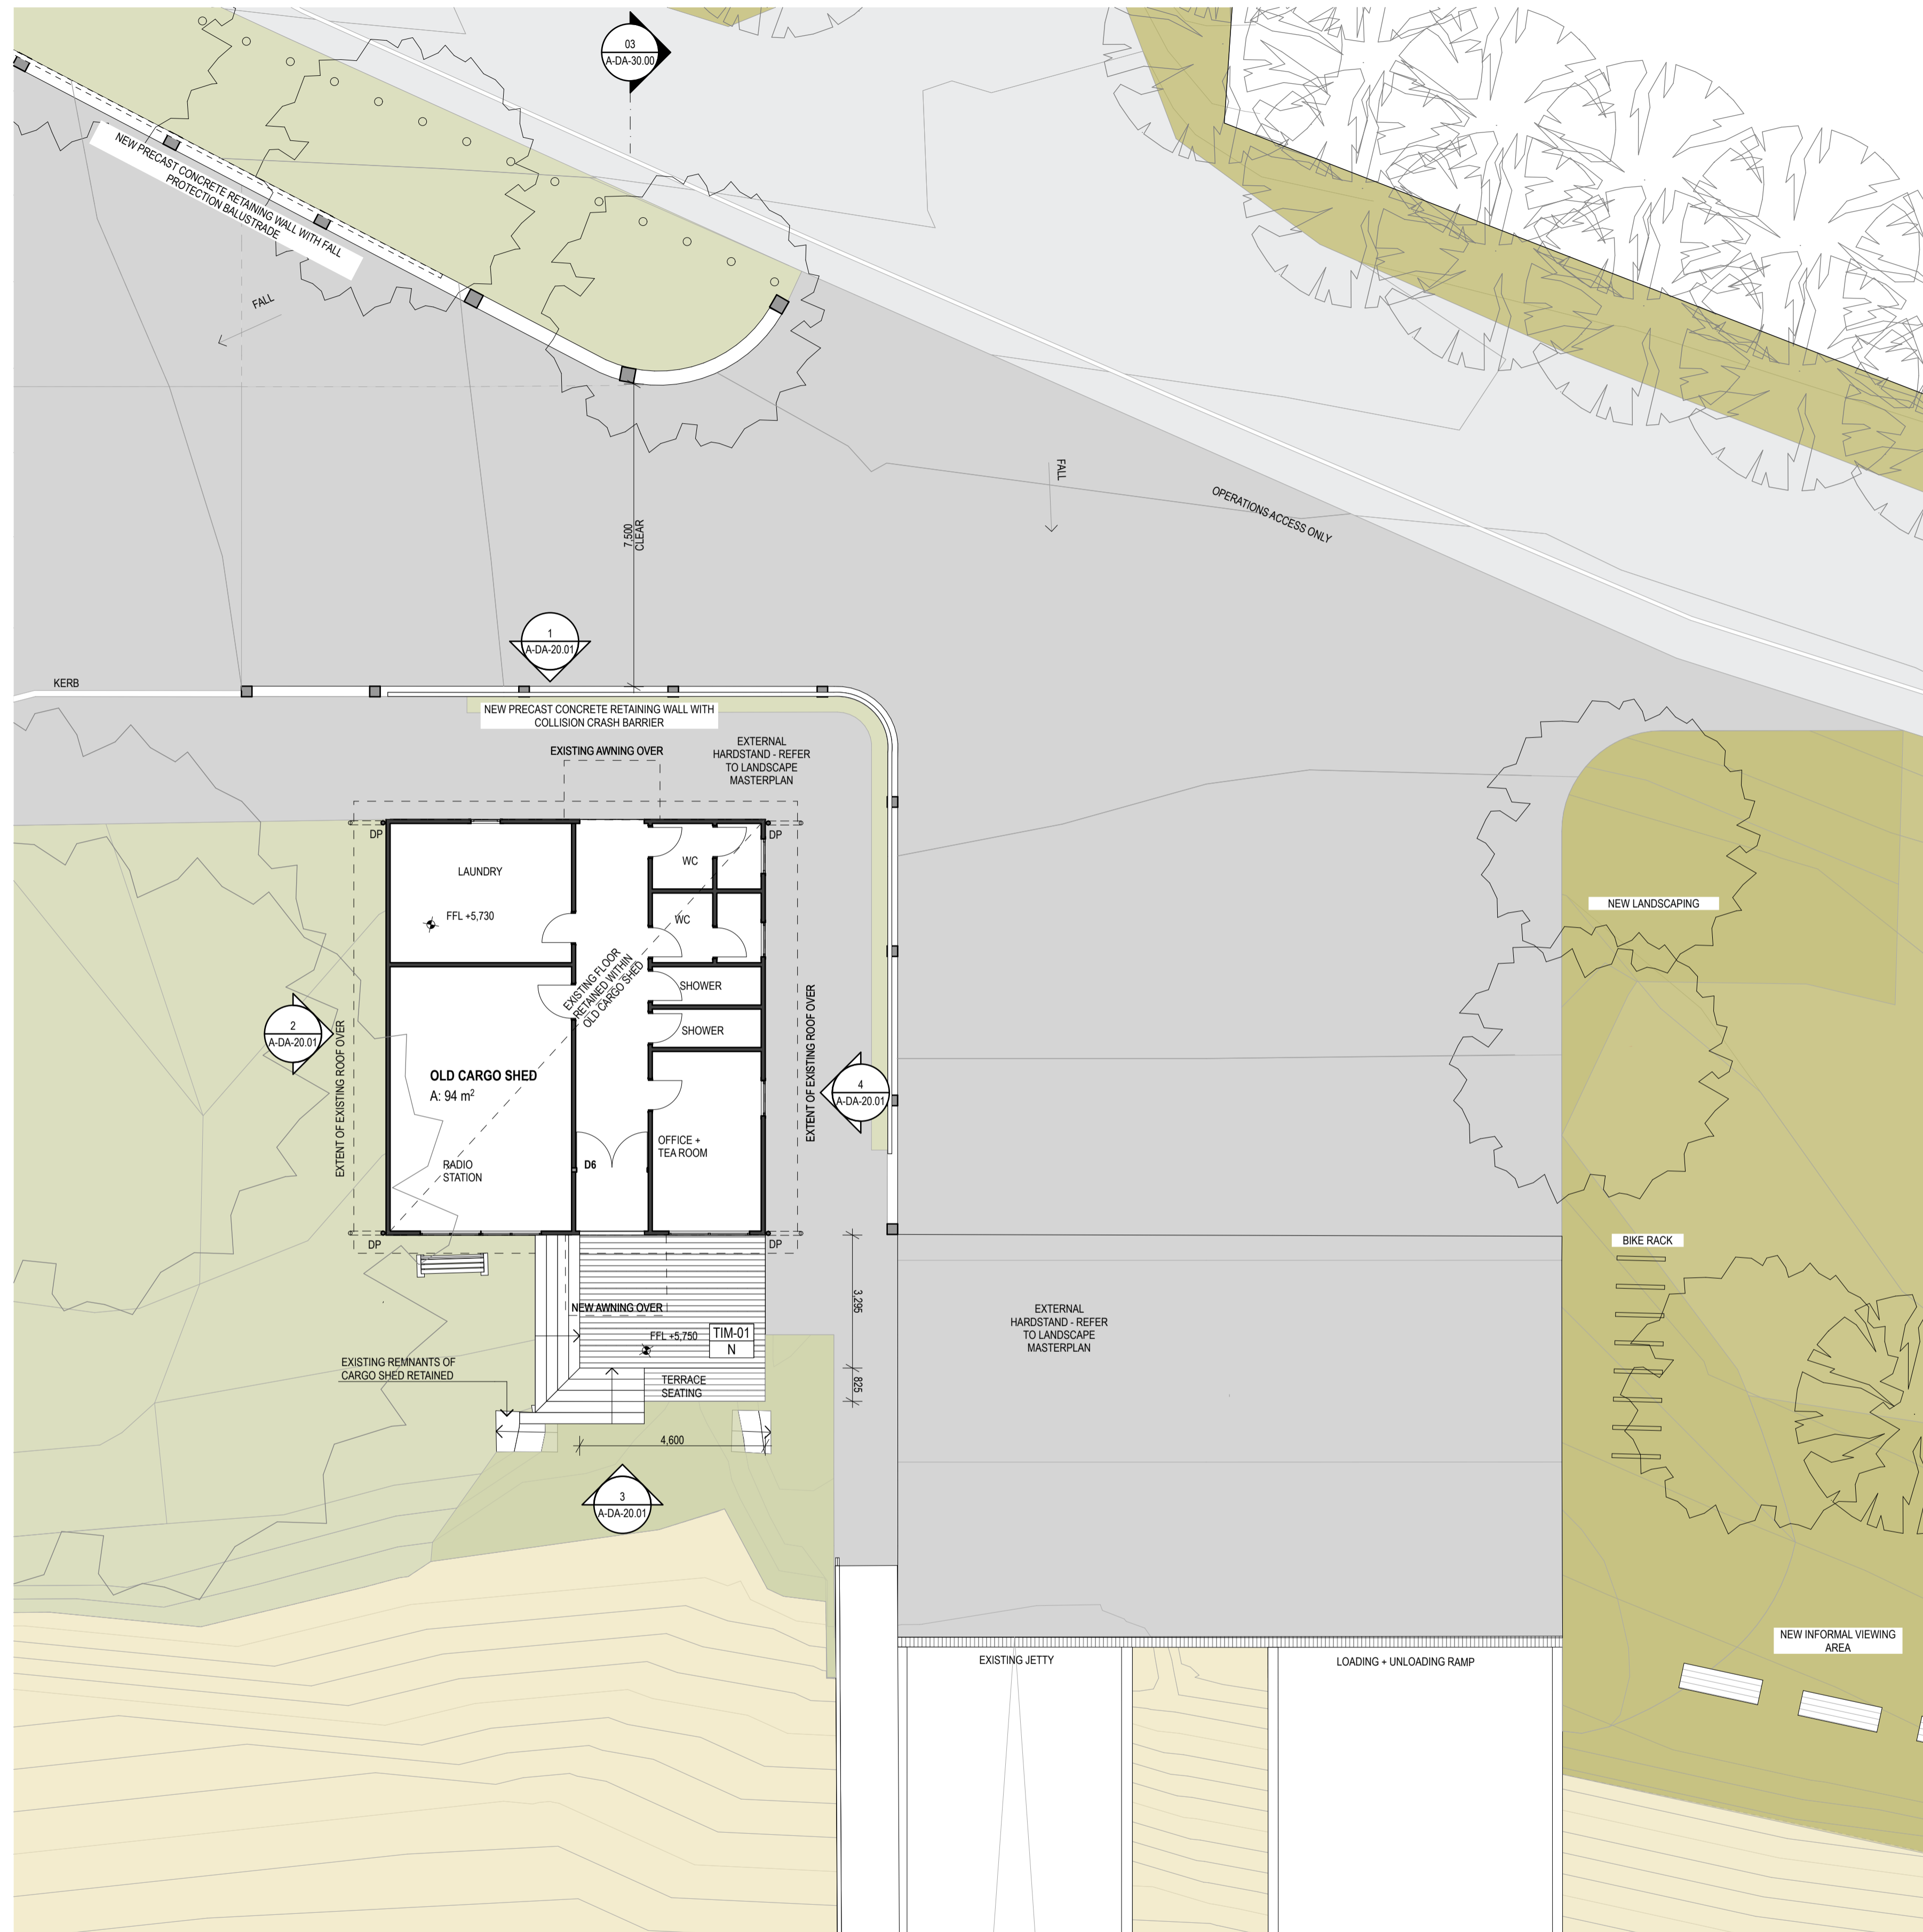 03
A-DA-30.00
NEW PRECAST CONCRETE RETAINING WALL WITH FALL
PROTECTION BALUSTRADE
FALL
FALL
OPERATIONS ACCESS ONLY
7,500
CLEAR
1
A-DA-20.01
KERB
NEW PRECAST CONCRETE RETAINING WALL WITH
COLLISION CRASH BARRIER
EXISTING AWNING OVER
EXTERNAL
HARDSTAND - REFER
TO LANDSCAPE
MASTERPLAN
DP
DP
LAUNDRY
WC
FFL +5,730
WC
NEW LANDSCAPING
EXISTING FLOOR
RETAINED WITHIN
OLD CARGO SHED
SHOWER
SHOWER
2
A-DA-20.01
EXTENT OF EXISTING ROOF OVER
EXTENT OF EXISTING ROOF OVER
OLD CARGO SHED
A: 94 m²
4
A-DA-20.01
OFFICE +
TEA ROOM
RADIO
STATION
D6
DP
DP
BIKE RACK
NEW AWNING OVER
3,295
FFL +5,750
TIM-01
N
EXTERNAL
HARDSTAND - REFER
TO LANDSCAPE
MASTERPLAN
EXISTING REMNANTS OF
CARGO SHED RETAINED
TERRACE
SEATING
825
4,600
3
A-DA-20.01
NEW INFORMAL VIEWING
AREA
EXISTING JETTY
LOADING + UNLOADING RAMP